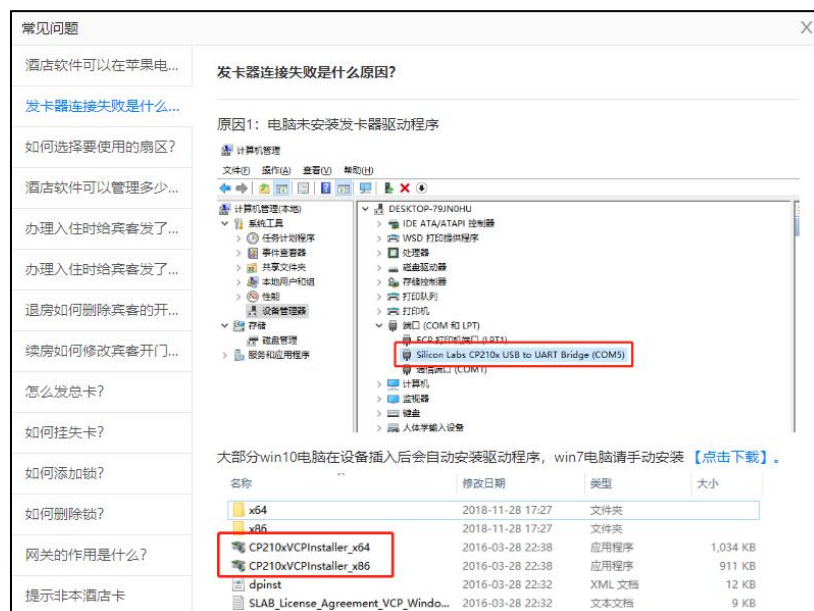 常见问题
X
酒店软件可以在苹果电...
发卡器连接失败是什么...
如何选择要使用的扇区？
酒店软件可以管理多少...
办理入住时给宾客发了...
办理入住时给宾客发了...
退房如何删除宾客的开...
续房如何修改宾客开门...
怎么发总卡？
如何挂失卡？
如何添加锁？
如何删除锁？
网关的作用是什么？
提示非本酒店卡
发卡器连接失败是什么原因？
原因1：电脑未安装发卡器驱动程序
计算机管理
文件(F) 操作(A) 查看(V) 帮助(H)
计算机管理(本地)
系统工具
任务计划程序
事件查看器
共享文件夹
本地用户和组
性能
设备管理器
存储
磁盘管理
服务和应用程序
DESKTOP-79JN0HU
IDE ATA/ATAPI 控制器
WSD 打印提供程序
处理器
磁盘驱动器
存储控制器
打印队列
打印机
端口 (COM 和 LPT)
ECP 打印机端口 (LPT1)
Silicon Labs CP210x USB to UART Bridge (COM5)
通信端口 (COM1)
计算机
监视器
键盘
人体学输入设备
大部分win10电脑在设备插入后会自动安装驱动程序，win7电脑请手动安装【点击下载】。
名称 修改日期 类型 大小
x64 2018-11-28 17:27 文件夹
x86 2018-11-28 17:27 文件夹
CP210xVCPInstaller_x64 2016-03-28 22:38 应用程序 1,034 KB
CP210xVCPInstaller_x86 2016-03-28 22:38 应用程序 911 KB
dpinst 2016-03-28 22:32 XML 文档 12 KB
SLAB_License_Agreement_VCP_Windo... 2016-03-28 22:32 文本文档 9 KB